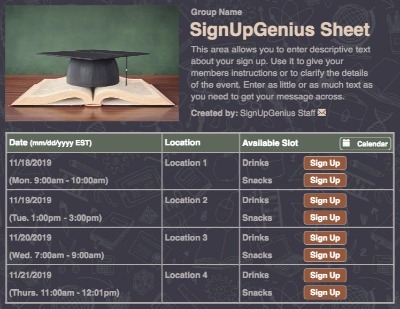 Group Name
SignUpGenius Sheet
This area allows you to enter descriptive text
about your sign up. Use it to give your
members instructions or to clarify the details
of the event. Enter as little or as much text as
you need to get your message across.
Created by: SignUpGenius Staff
Date (mm/dd/yyyy EST) Location Available Slot Calendar
11/18/2019 Location 1 Drinks Sign Up
(Mon. 9:00am - 10:00am) Snacks Sign Up
11/19/2019 Location 2 Drinks Sign Up
(Tue. 1:00pm - 3:00pm) Snacks Sign Up
11/20/2019 Location 3 Drinks Sign Up
(Wed. 7:00am - 9:00am) Snacks Sign Up
11/21/2019 Location 4 Drinks Sign Up
(Thurs. 11:00am - 12:01pm) Snacks Sign Up